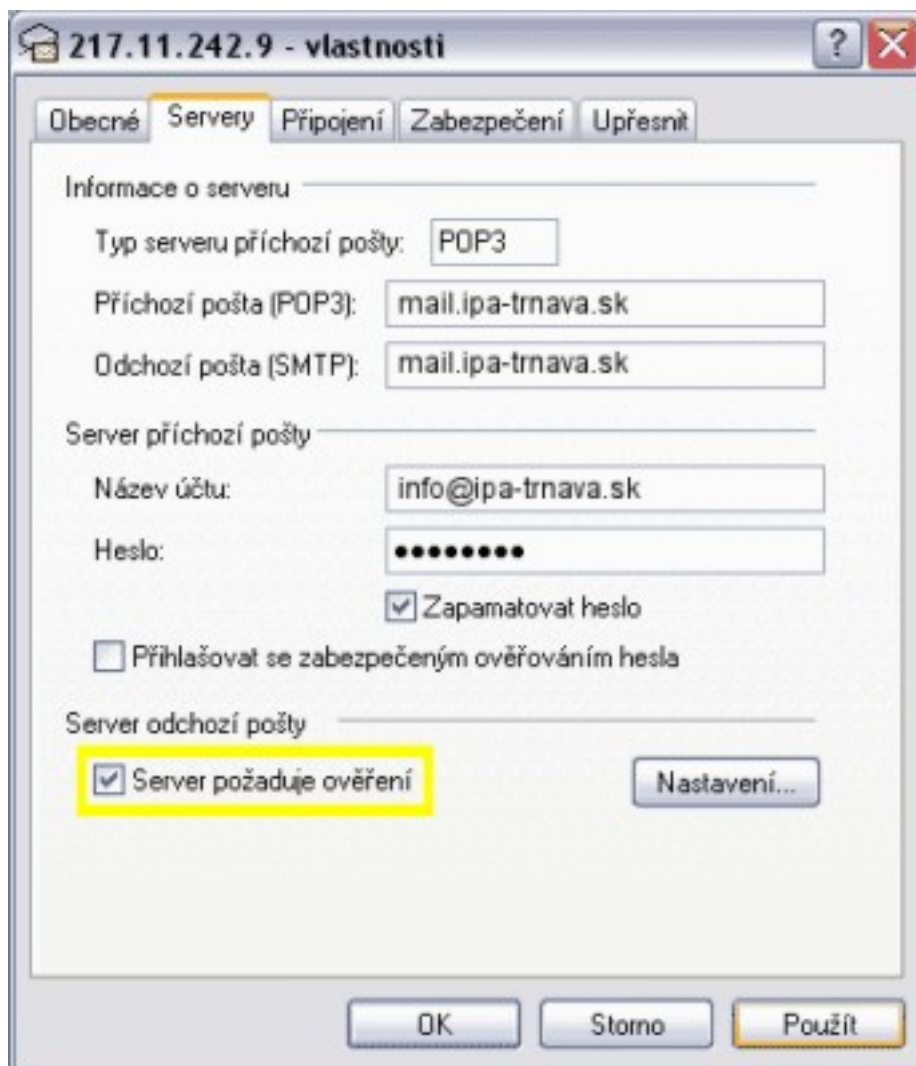 217.11.242.9 - vlastnosti
Obecné Servery Připojení Zabezpečení Upřesnit
Informace o serveru
Typ serveru příchozí pošty: POP3
Příchozí pošta (POP3): mail.ipa-trnava.sk
Odchozí pošta (SMTP): mail.ipa-trnava.sk
Server příchozí pošty
Název účtu: info@ipa-trnava.sk
Heslo: ●●●●●●●●
Zapamatovat heslo
Přihlašovat se zabezpečeným ověřováním hesla
Server odchozí pošty
Server požaduje ověření Nastavení...
OK Storno Použít